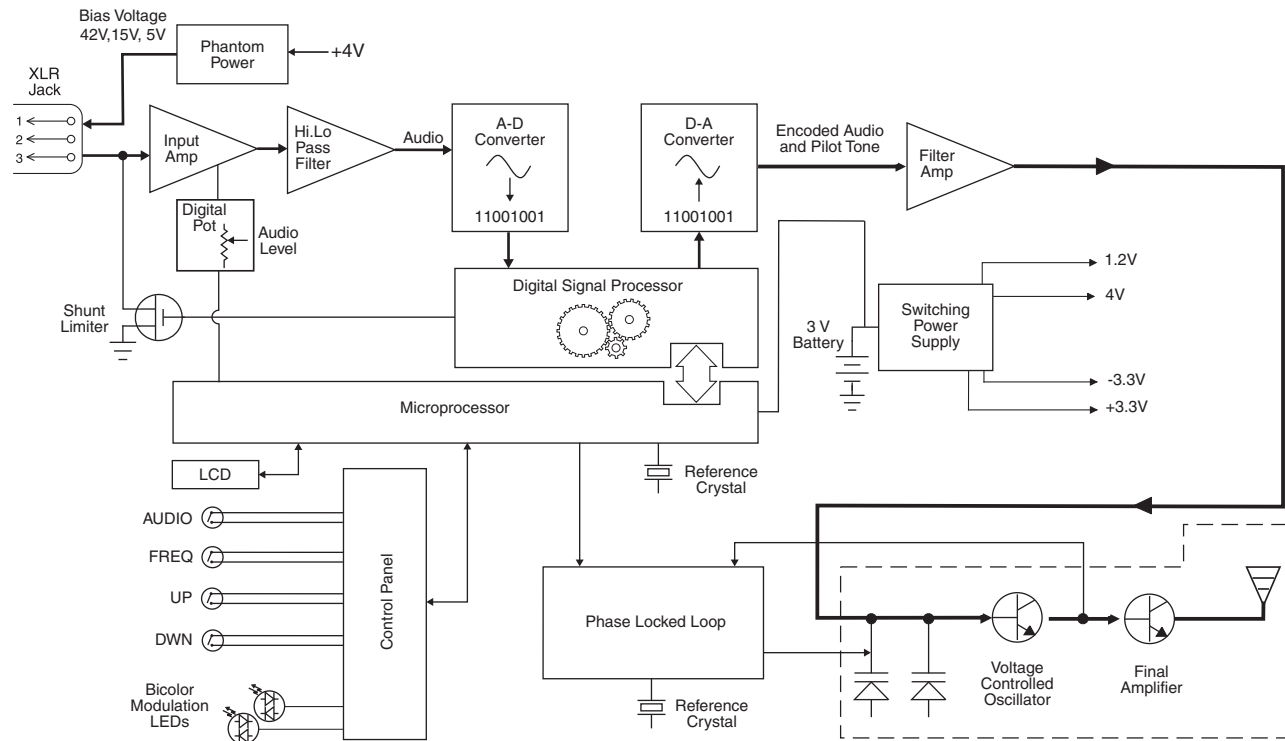 Bias Voltage
42V,15V, 5V
Phantom
Power
+4V
XLR
Jack
1
2
3
Input
Amp
Hi.Lo
Pass
Filter
Audio
A-D
Converter
11001001
D-A
Converter
11001001
Encoded Audio
and Pilot Tone
Filter
Amp
Digital
Pot
Audio
Level
Shunt
Limiter
Digital Signal Processor
3 V
Battery
Switching
Power
Supply
1.2V
4V
-3.3V
+3.3V
Microprocessor
LCD
Reference
Crystal
AUDIO
FREQ
UP
DWN
Control Panel
Bicolor
Modulation
LEDs
Phase Locked Loop
Reference
Crystal
Voltage
Controlled
Oscillator
Final
Amplifier